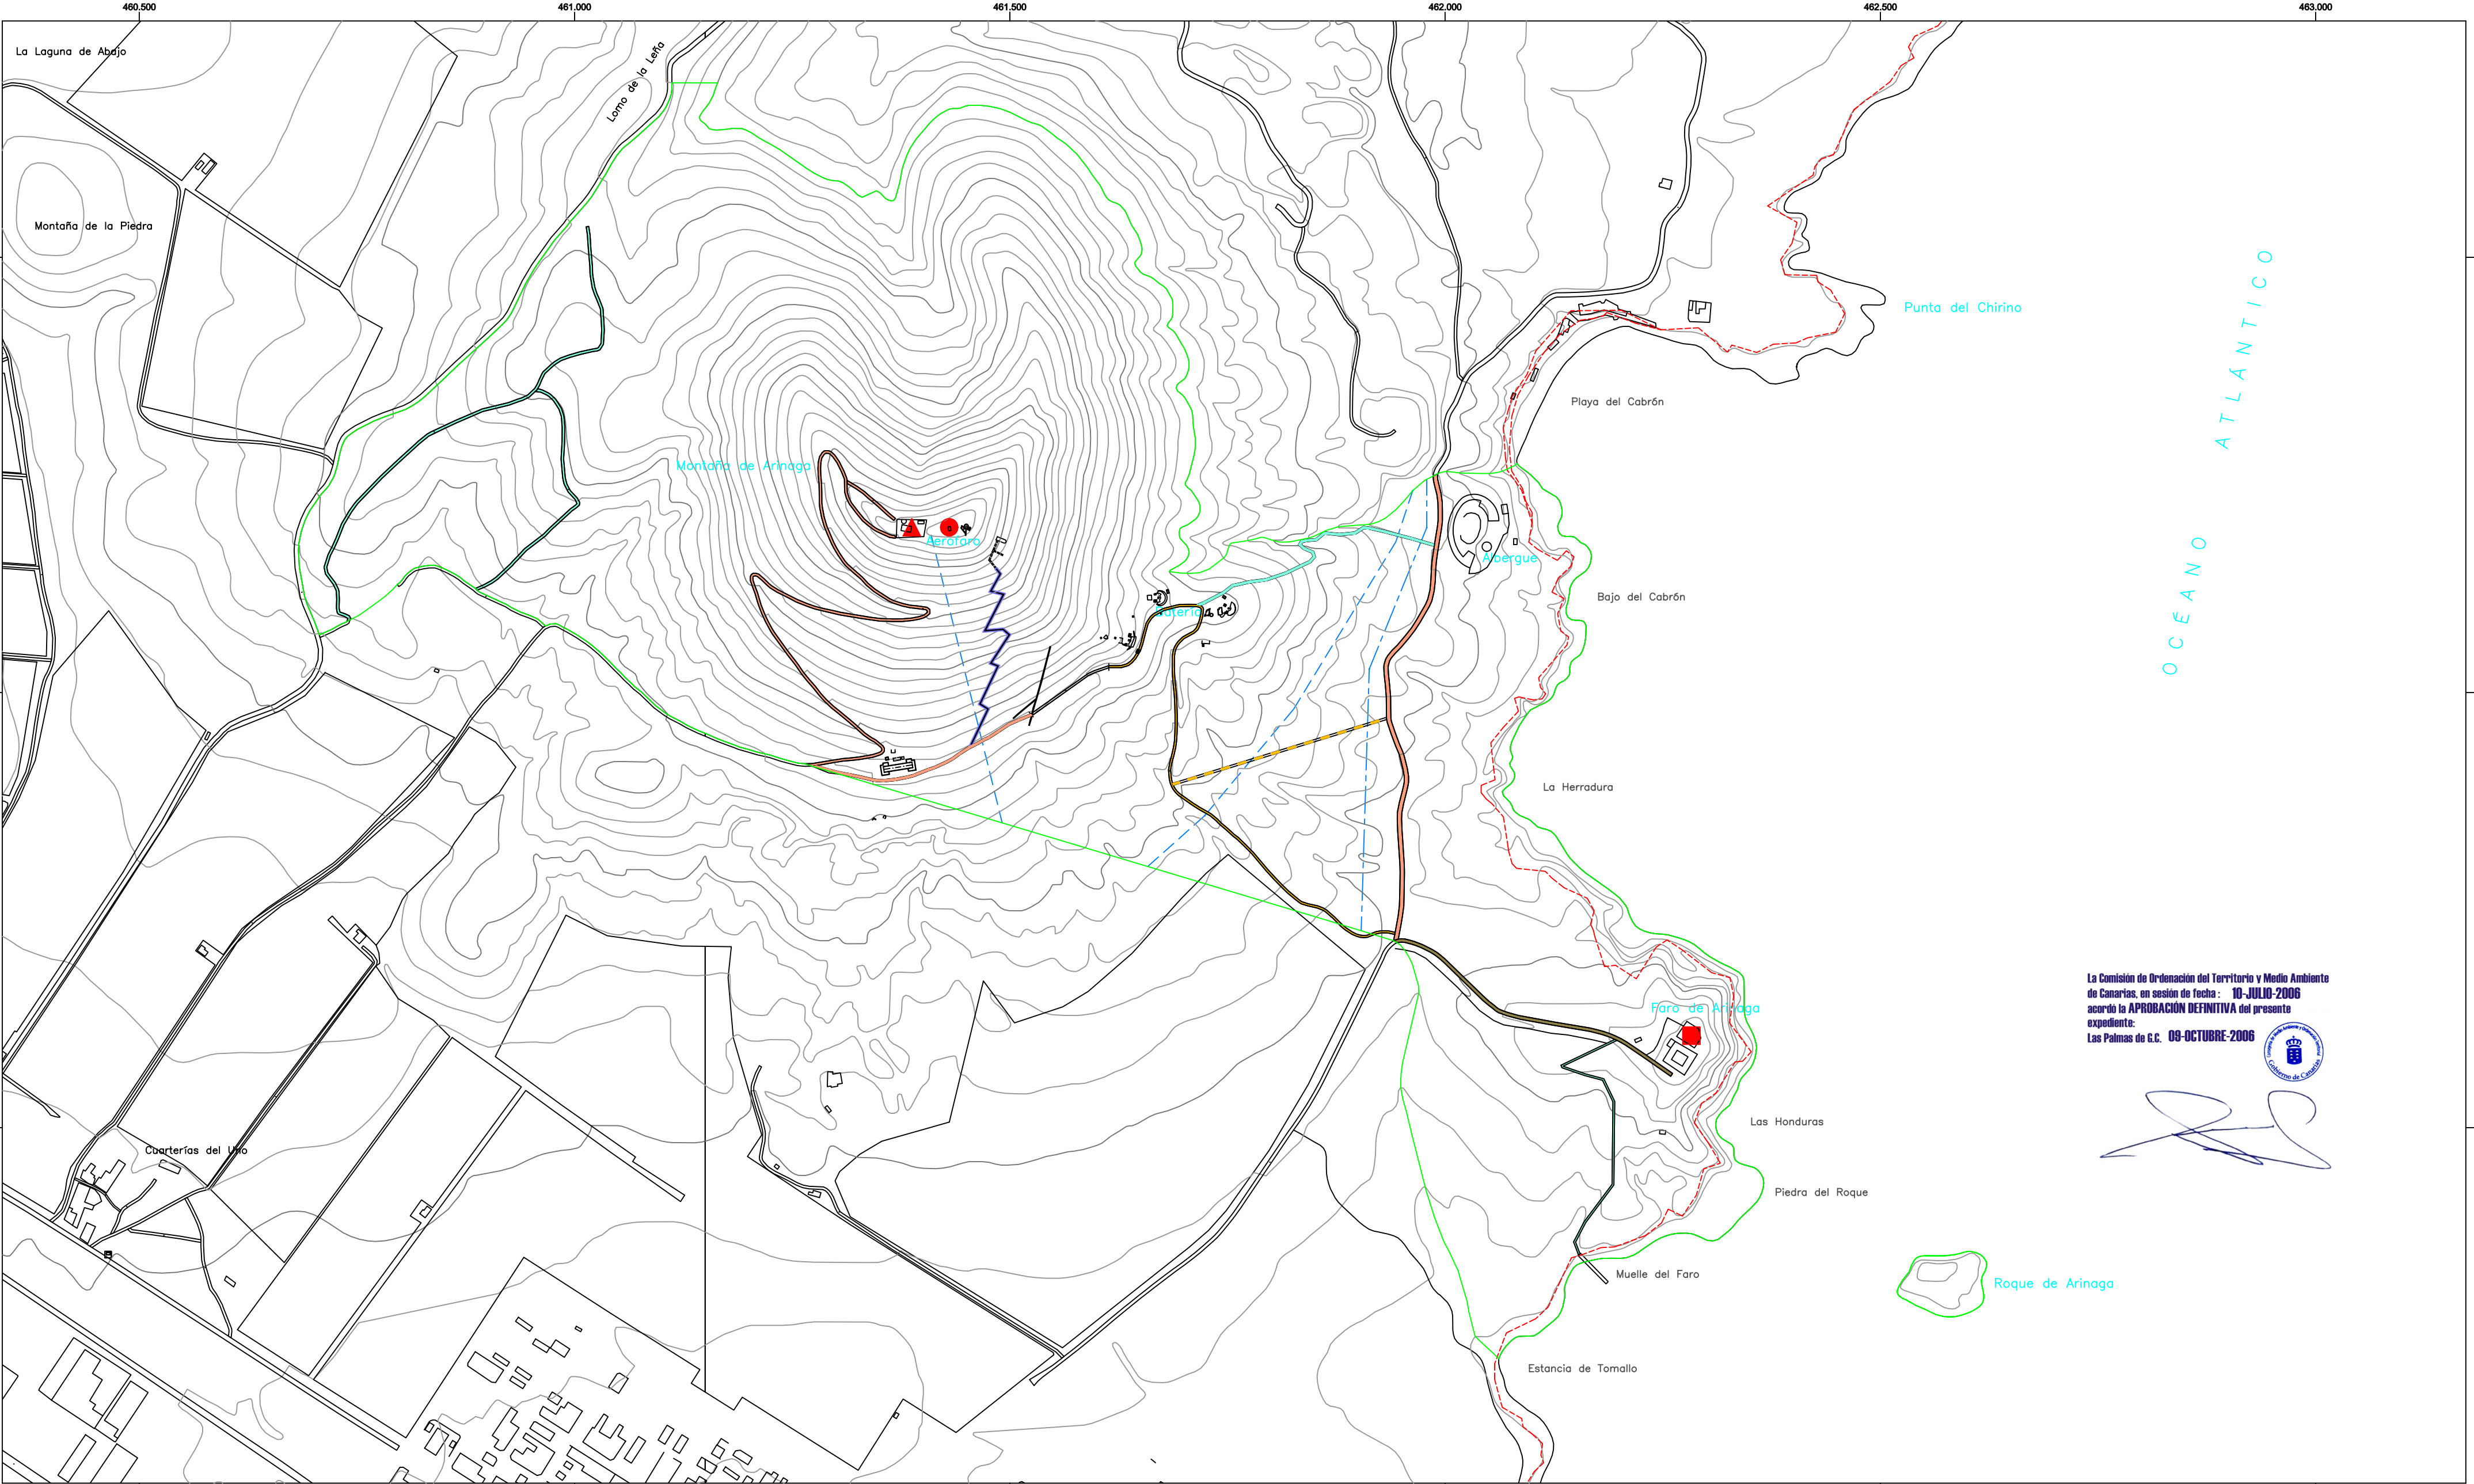 460.500
461.000
461.500
462.000
462.500
463.000
La Laguna de Abajo
Lomo de la Leña
Montaña de la Piedra
OCÉANO ATLÁNTICO
Punta del Chirino
Playa del Cabrón
Montaña de Arinaga
Aerofaro
Albergue
Bajo del Cabrón
Batería
La Herradura
La Comisión de Ordenación del Territorio y Medio Ambiente
de Canarias, en sesión de fecha : 10-JULIO-2006
acordó la APROBACIÓN DEFINITIVA del presente
expediente:
Las Palmas de G.C. 09-OCTUBRE-2006
Gobierno de Canarias
Faro de Arinaga
Las Honduras
Cuarterías del Uno
Piedra del Roque
Muelle del Faro
Roque de Arinaga
Estancia de Tomallo